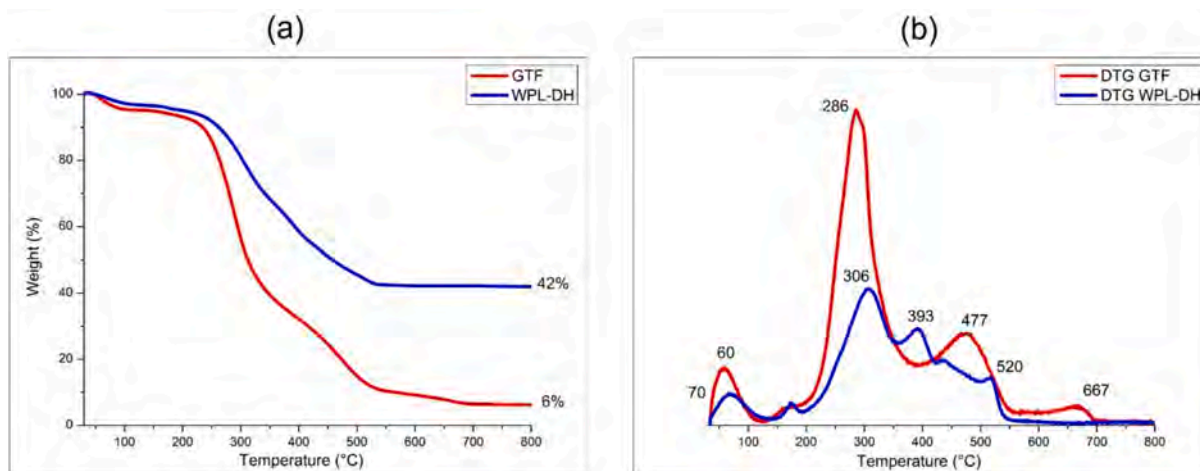 (a)
GTF
WPL-DH
100
80
60
40
20
0
Weight (%)
42%
6%
100 200 300 400 500 600 700 800
Temperature (°C)
(b)
DTG GTF
DTG WPL-DH
286
306
393
477
520
60
70
667
100 200 300 400 500 600 700 800
Temperature (°C)